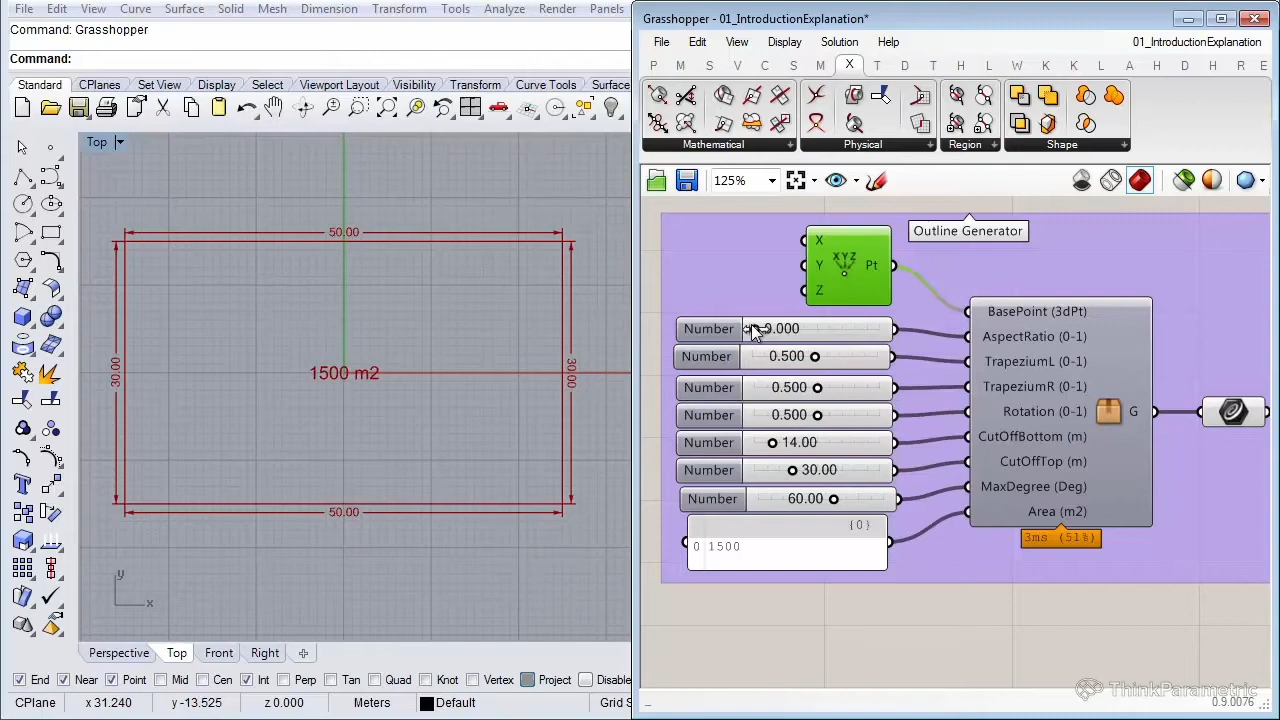 File Edit View Curve Surface Solid Mesh Dimension Transform Tools Analyze Render Panels
Command: Grasshopper
Command:
Standard CPlanes Set View Display Select Viewport Layout Visibility Transform Curve Tools Surface
Top
50.00
30.00
1500 m2
30.00
50.00
y
x
Perspective Top Front Right
End Near Point Mid Cen Int Perp Tan Quad Knot Vertex Project Disable
CPlane x 31.240 y -13.525 z 0.000 Meters Default Grid S
Grasshopper - 01_IntroductionExplanation*
File Edit View Display Solution Help 01_IntroductionExplanation
P M S V C S M X T D T H L W K L T A D H R E
Mathematical Physical Region Shape
125%
Outline Generator
X
Y
Z
XYZ
Pt
Number 0.000
Number 0.500
Number 0.500
Number 0.500
Number 14.00
Number 30.00
Number 60.00
{0}
0 1500
BasePoint (3dPt)
AspectRatio (0-1)
TrapeziumL (0-1)
TrapeziumR (0-1)
Rotation (0-1)
CutOffBottom (m)
CutOffTop (m)
MaxDegree (Deg)
Area (m2)
G
3ms (51%)
ThinkParametric
0.9.0076